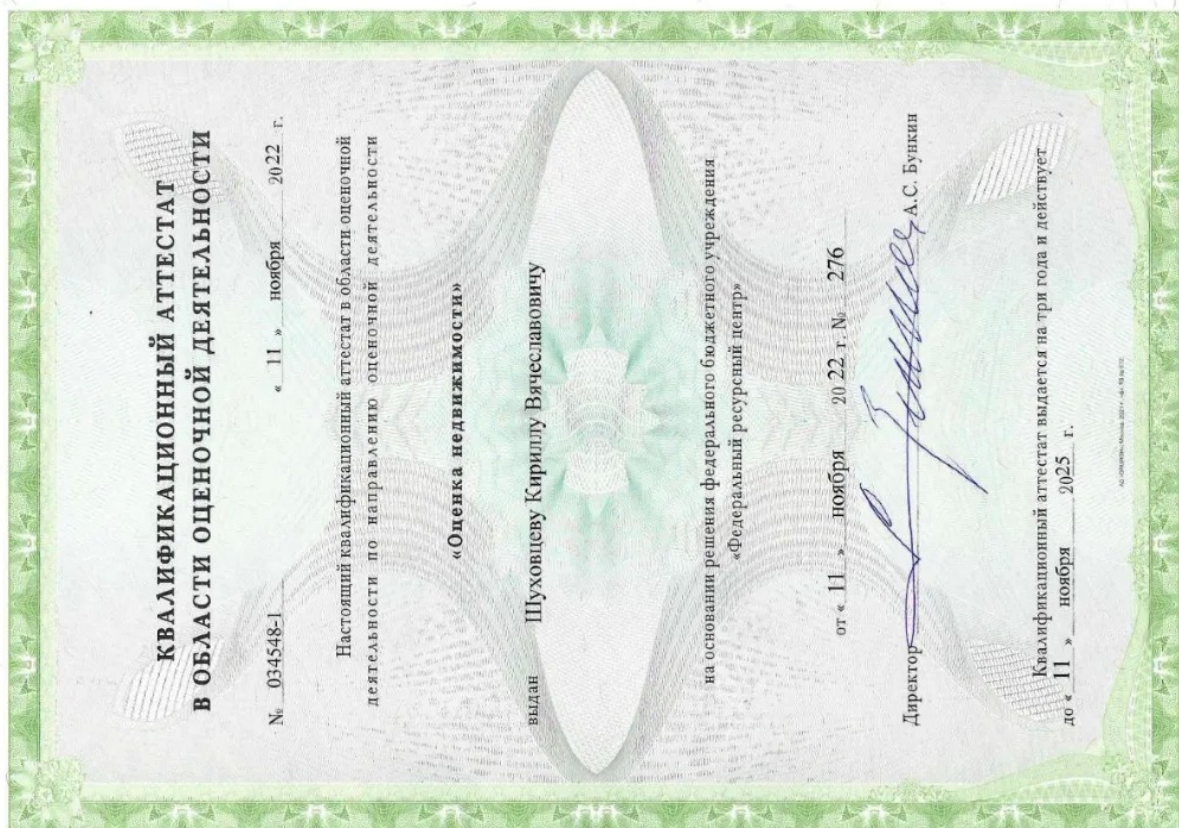 КВАЛИФИКАЦИОННЫЙ АТТЕСТАТ
В ОБЛАСТИ ОЦЕНОЧНОЙ ДЕЯТЕЛЬНОСТИ
№ 034548-1 « 11 » ноября 2022 г.
Настоящий квалификационный аттестат в области оценочной
деятельности по направлению оценочной деятельности
«Оценка недвижимости»
выдан Шуховцеву Кириллу Вячеславовичу
на основании решения федерального бюджетного учреждения
«Федеральный ресурсный центр»
от « 11 » ноября 2022 г. № 276
Директор А.С. Бункин
Квалификационный аттестат выдается на три года и действует
до « 11 » ноября 2025 г.